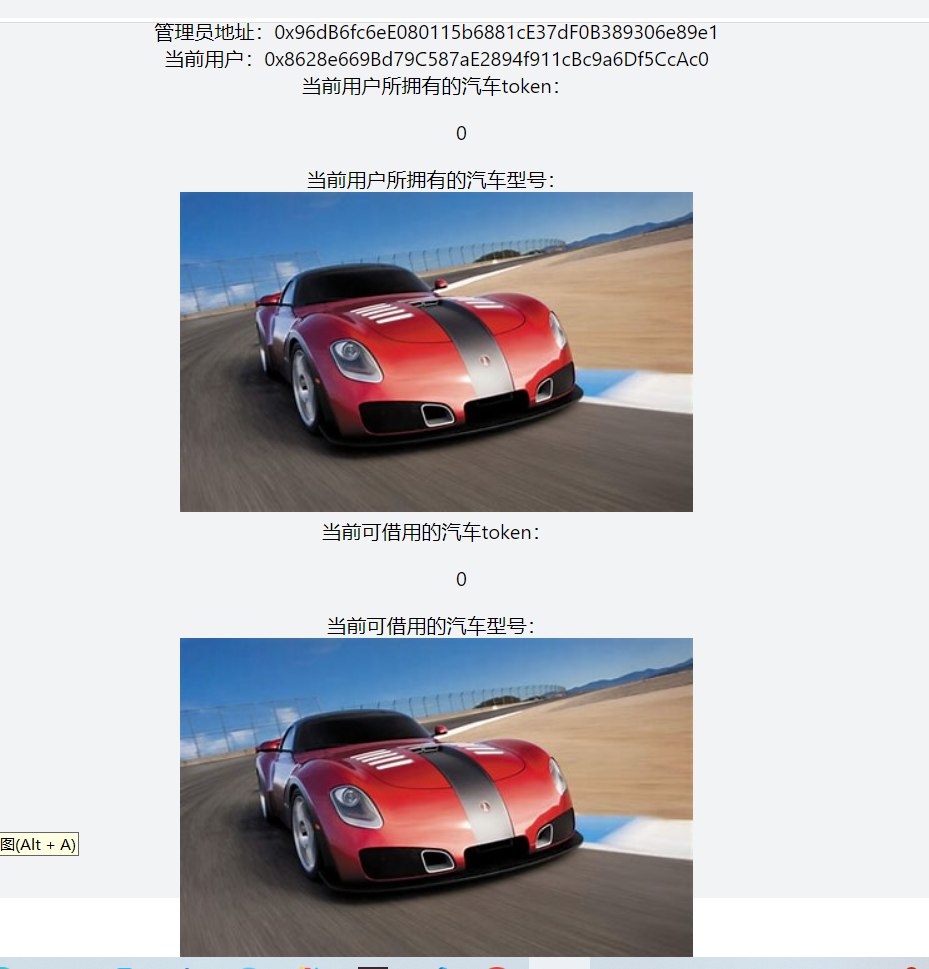 管理员地址：0x96dB6fc6eE080115b6881cE37dF0B389306e89e1
当前用户：0x8628e669Bd79C587aE2894f911cBc9a6Df5CcAc0
当前用户所拥有的汽车token：
0
当前用户所拥有的汽车型号：
当前可借用的汽车token：
0
当前可借用的汽车型号：
图(Alt + A)